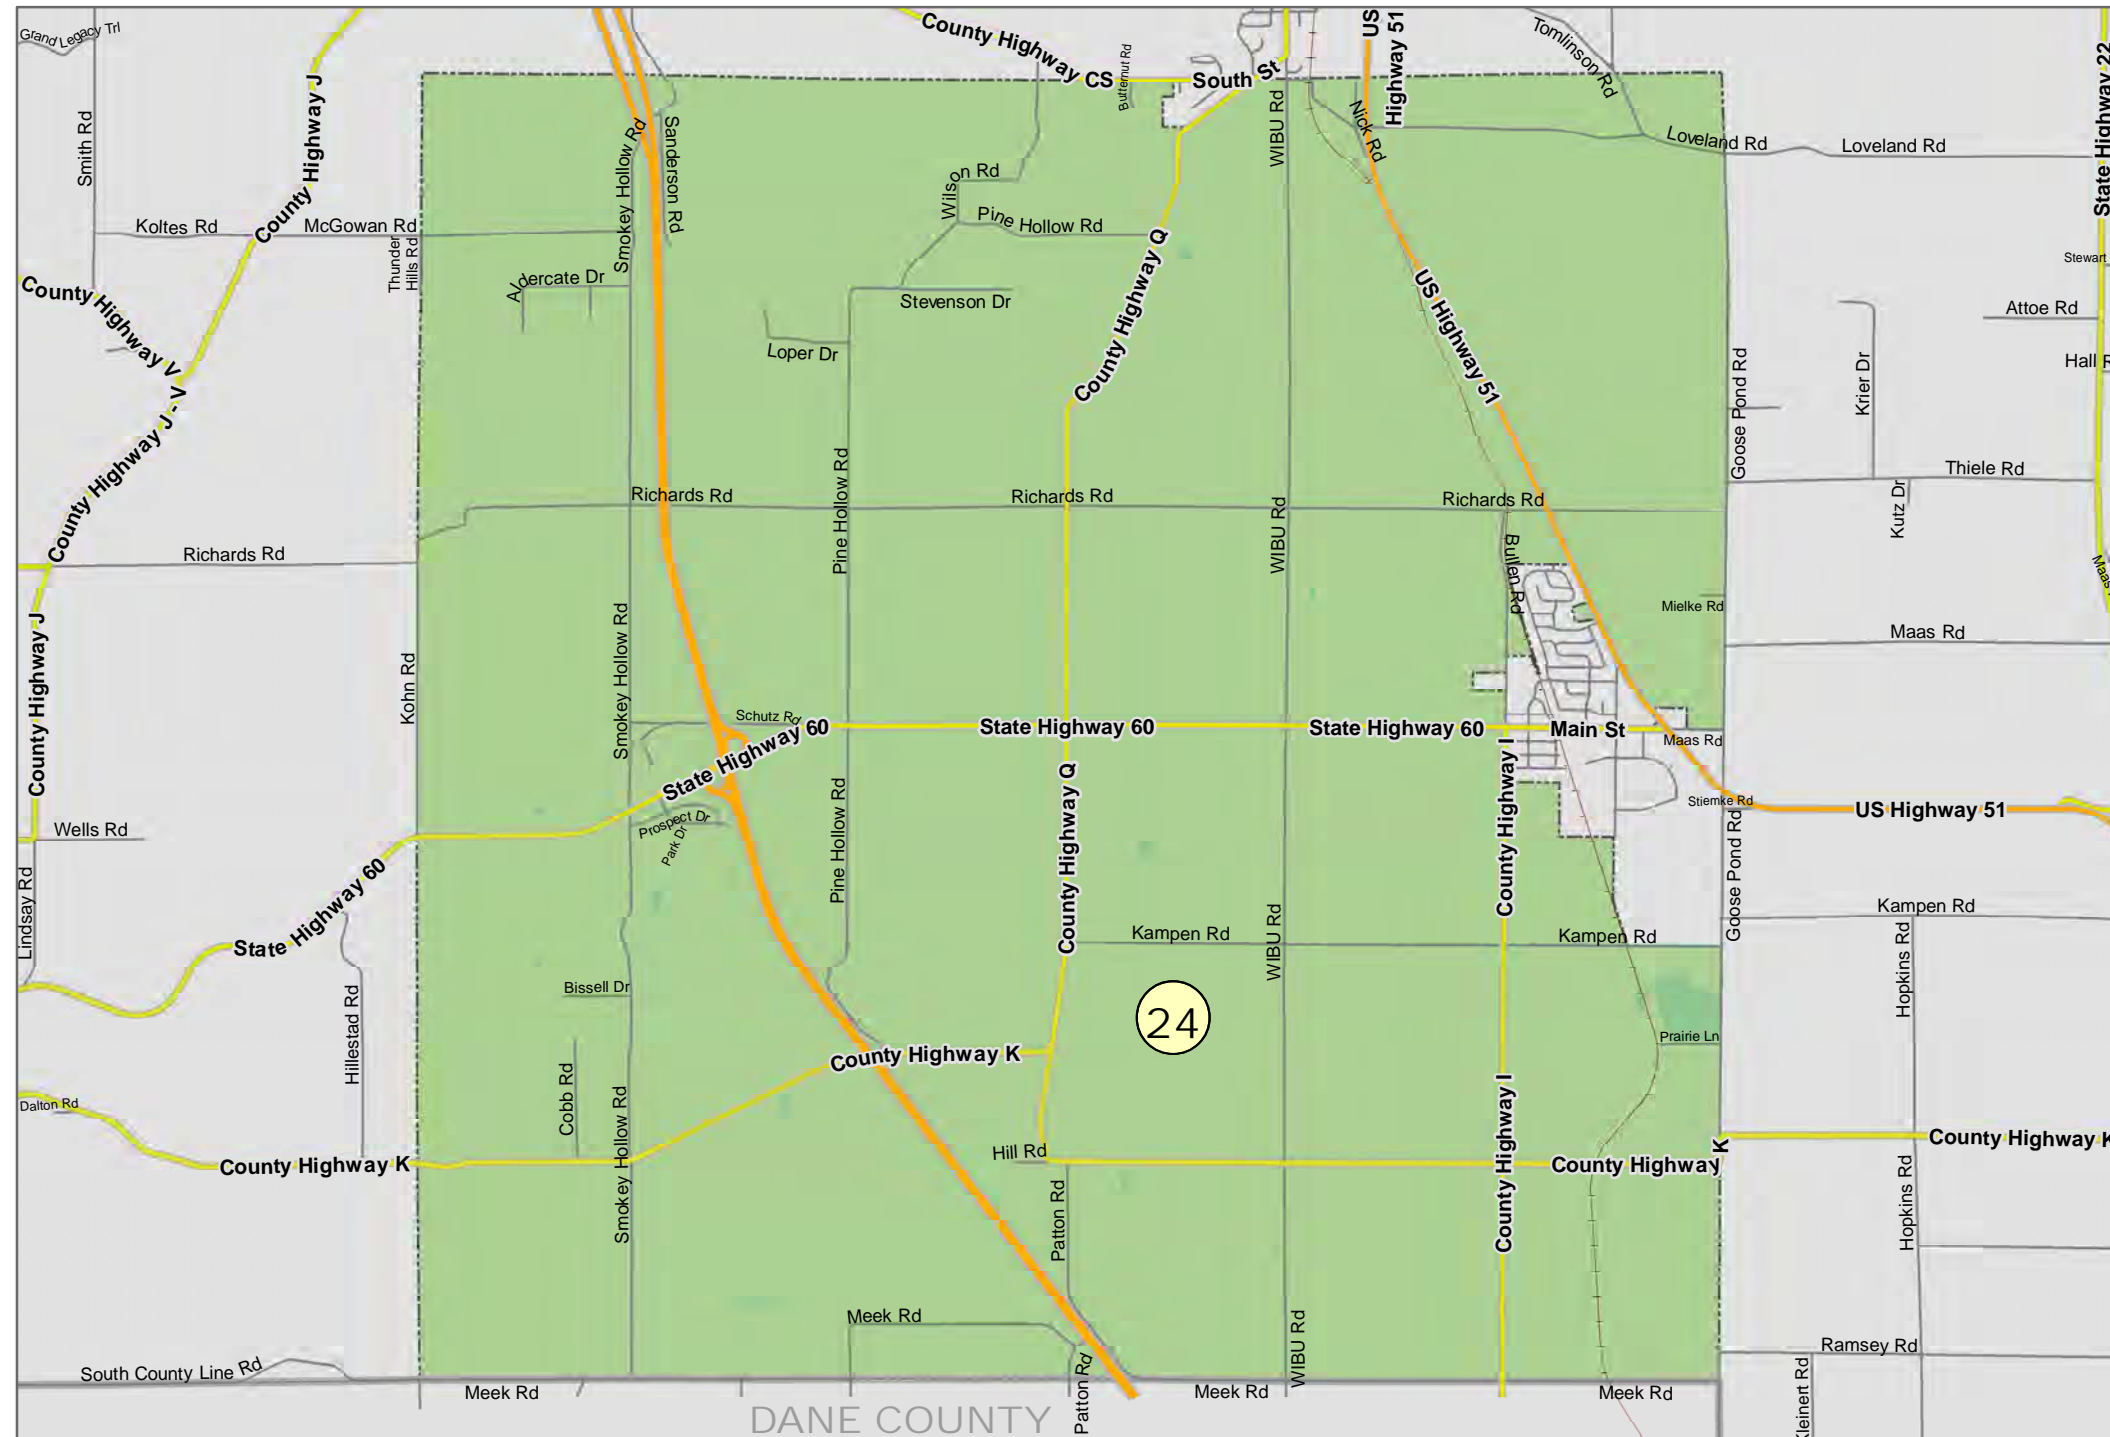 Grand Legacy Trl
Smith Rd
County Highway J
Koltes Rd
County Highway J
McGowan Rd
Thunder
Hills Rd
County Highway V
County Highway J - V
Richards Rd
County Highway J
Kohn Rd
Wells Rd
Lindsay Rd
State Highway 60
Hillestad Rd
Dalton Rd
County Highway K
South County Line Rd
County Highway CS
Butternut Rd
South St
US
Highway 51
Tomlinson Rd
Nick Rd
WIBU Rd
Loveland Rd
Loveland Rd
State Highway 22
Smokey Hollow Rd
Sanderson Rd
Wilson Rd
Pine Hollow Rd
County Highway Q
Aldercate Dr
Stevenson Dr
Loper Dr
US Highway 51
Stewart
Attoe Rd
Hall R
Krier Dr
Goose Pond Rd
Thiele Rd
Kutz Dr
Maas
Richards Rd
Pine Hollow Rd
Richards Rd
WIBU Rd
Richards Rd
Bullen Rd
Mielke Rd
Maas Rd
Smokey Hollow Rd
Schutz Rd
State Highway 60
State Highway 60
State Highway 60
Main St
Maas Rd
Prospect Dr
Park Dr
Pine Hollow Rd
County Highway Q
County Highway I
Stiemke Rd
US Highway 51
Goose Pond Rd
Kampen Rd
Kampen Rd
Kampen Rd
WIBU Rd
Hopkins Rd
Bissell Dr
24
Prairie Ln
County Highway K
Cobb Rd
Smokey Hollow Rd
Hill Rd
County Highway I
County Highway K
County Highway K
Patton Rd
Hopkins Rd
Meek Rd
WIBU Rd
Ramsey Rd
Meek Rd
Patton Rd
Meek Rd
Meek Rd
Kleinert Rd
DANE COUNTY